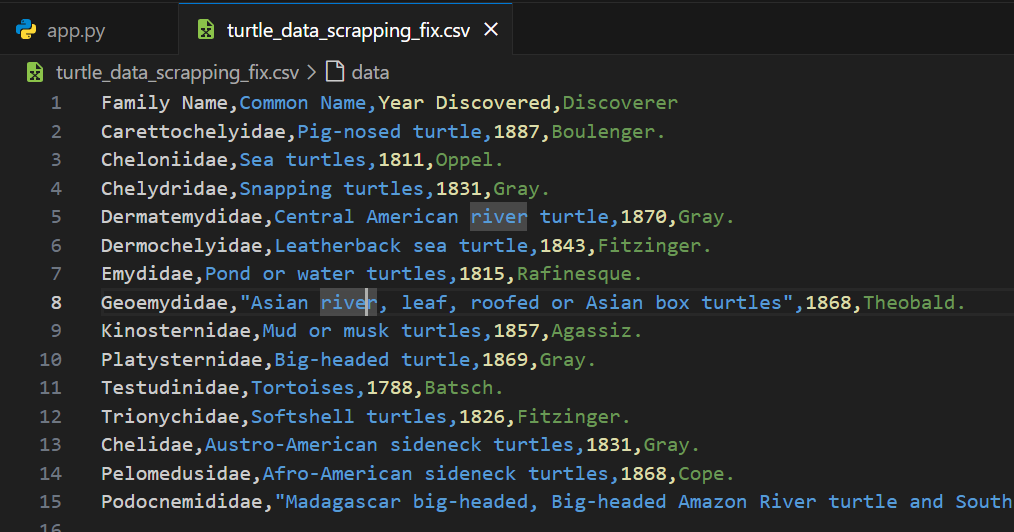 app.py
turtle_data_scrapping_fix.csv
turtle_data_scrapping_fix.csv > data
1 Family Name,Common Name,Year Discovered,Discoverer
2 Carettochelyidae,Pig-nosed turtle,1887,Boulenger.
3 Cheloniidae,Sea turtles,1811,Oppel.
4 Chelydridae,Snapping turtles,1831,Gray.
5 Dermatemydidae,Central American river turtle,1870,Gray.
6 Dermochelyidae,Leatherback sea turtle,1843,Fitzinger.
7 Emydidae,Pond or water turtles,1815,Rafinesque.
8 Geoemydidae,"Asian river, leaf, roofed or Asian box turtles",1868,Theobald.
9 Kinosternidae,Mud or musk turtles,1857,Agassiz.
10 Platysternidae,Big-headed turtle,1869,Gray.
11 Testudinidae,Tortoises,1788,Batsch.
12 Trionychidae,Softshell turtles,1826,Fitzinger.
13 Chelidae,Austro-American sideneck turtles,1831,Gray.
14 Pelomedusidae,Afro-American sideneck turtles,1868,Cope.
15 Podocnemididae,"Madagascar big-headed, Big-headed Amazon River turtle and South
16